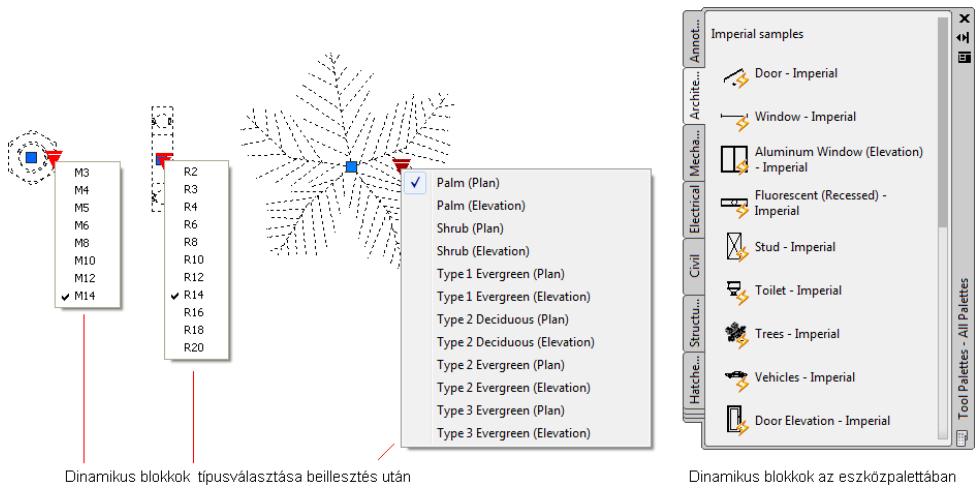 M3
M4
M5
M6
M8
M10
M12
M14
R2
R3
R4
R6
R8
R10
R12
R14
R16
R18
R20
Palm (Plan)
Palm (Elevation)
Shrub (Plan)
Shrub (Elevation)
Type 1 Evergreen (Plan)
Type 1 Evergreen (Elevation)
Type 2 Deciduous (Plan)
Type 2 Deciduous (Elevation)
Type 2 Evergreen (Plan)
Type 2 Evergreen (Elevation)
Type 3 Evergreen (Plan)
Type 3 Evergreen (Elevation)
Dinamikus blokkok típusválasztása beillesztés után
Annot...
Archite...
Mecha...
Electrical
Civil
Structu...
Hatche...
Imperial samples
Door - Imperial
Window - Imperial
Aluminum Window (Elevation)
- Imperial
Fluorescent (Recessed) -
Imperial
Stud - Imperial
Toilet - Imperial
Trees - Imperial
Vehicles - Imperial
Door Elevation - Imperial
Tool Palettes - All Palettes
Dinamikus blokkok az eszközpalettában